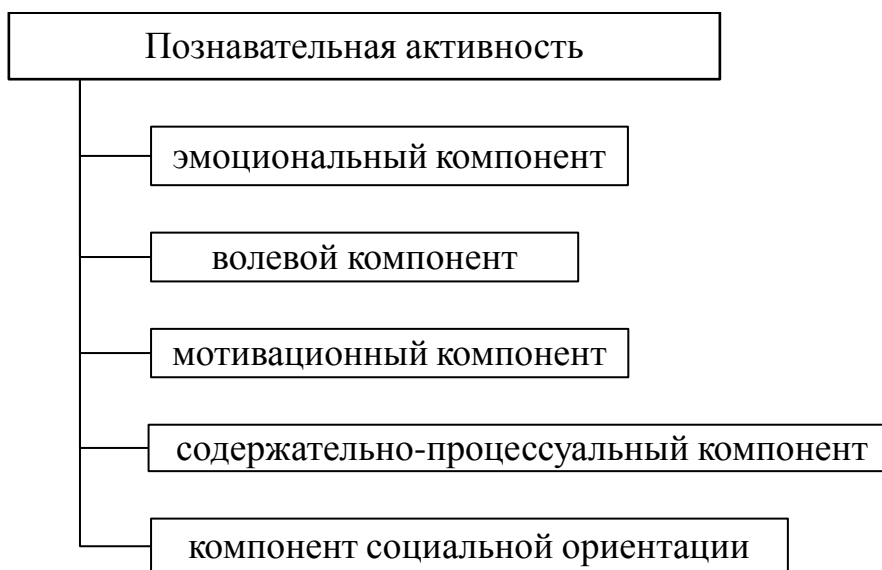 Познавательная активность
эмоциональный компонент
волевой компонент
мотивационный компонент
содержательно-процессуальный компонент
компонент социальной ориентации